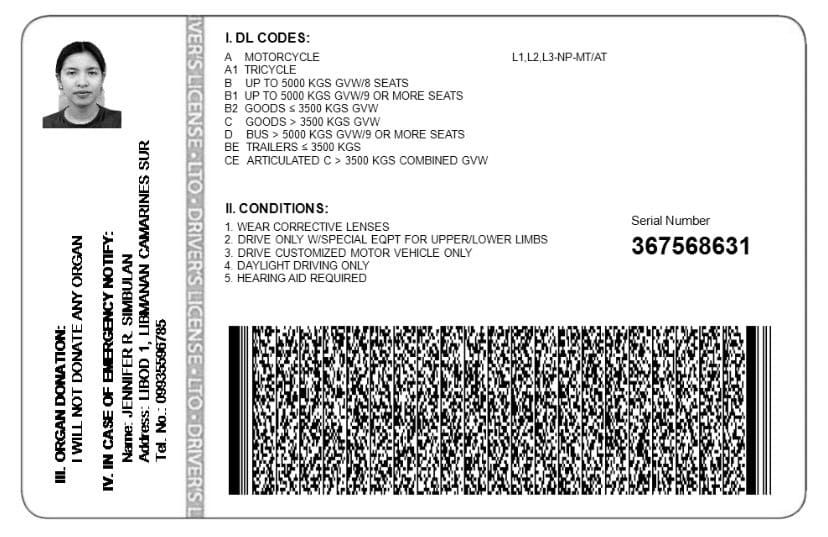 I. DL CODES:
A MOTORCYCLE L1,L2,L3-NP-MT/AT
A1 TRICYCLE
B UP TO 5000 KGS GVW/8 SEATS
B1 UP TO 5000 KGS GVW/9 OR MORE SEATS
B2 GOODS ≤ 3500 KGS GVW
C GOODS > 3500 KGS GVW
D BUS > 5000 KGS GVW/9 OR MORE SEATS
BE TRAILERS ≤ 3500 KGS
CE ARTICULATED C > 3500 KGS COMBINED GVW
II. CONDITIONS:
1. WEAR CORRECTIVE LENSES
2. DRIVE ONLY W/SPECIAL EQPT FOR UPPER/LOWER LIMBS
3. DRIVE CUSTOMIZED MOTOR VEHICLE ONLY
4. DAYLIGHT DRIVING ONLY
5. HEARING AID REQUIRED
Serial Number
367568631
III. ORGAN DONATION:
I WILL NOT DONATE ANY ORGAN
IV. IN CASE OF EMERGENCY NOTIFY:
Name: JENNIFER R. SIMBULAN
Address: LIBOD 1, LIBMANAN CAMARINES SUR
Tel. No.: 09935596785
VER'S LICENSE • LTO • DRIVER'S LICENSE • LTO • DRIVER'S L